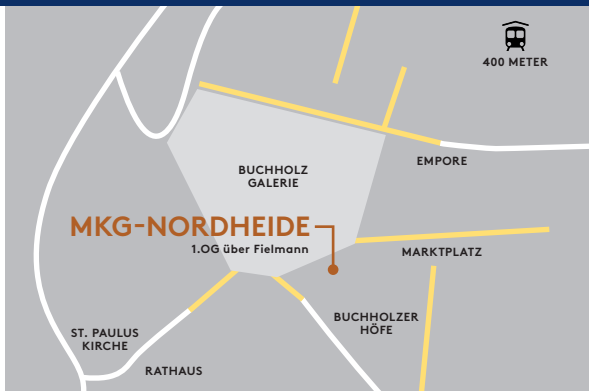 400 METER
EMPORE
BUCHHOLZ
GALERIE
MKG-NORDHEIDE
1.OG über Fielmann
MARKTPLATZ
BUCHHOLZER
HÖFE
ST. PAULUS
KIRCHE
RATHAUS